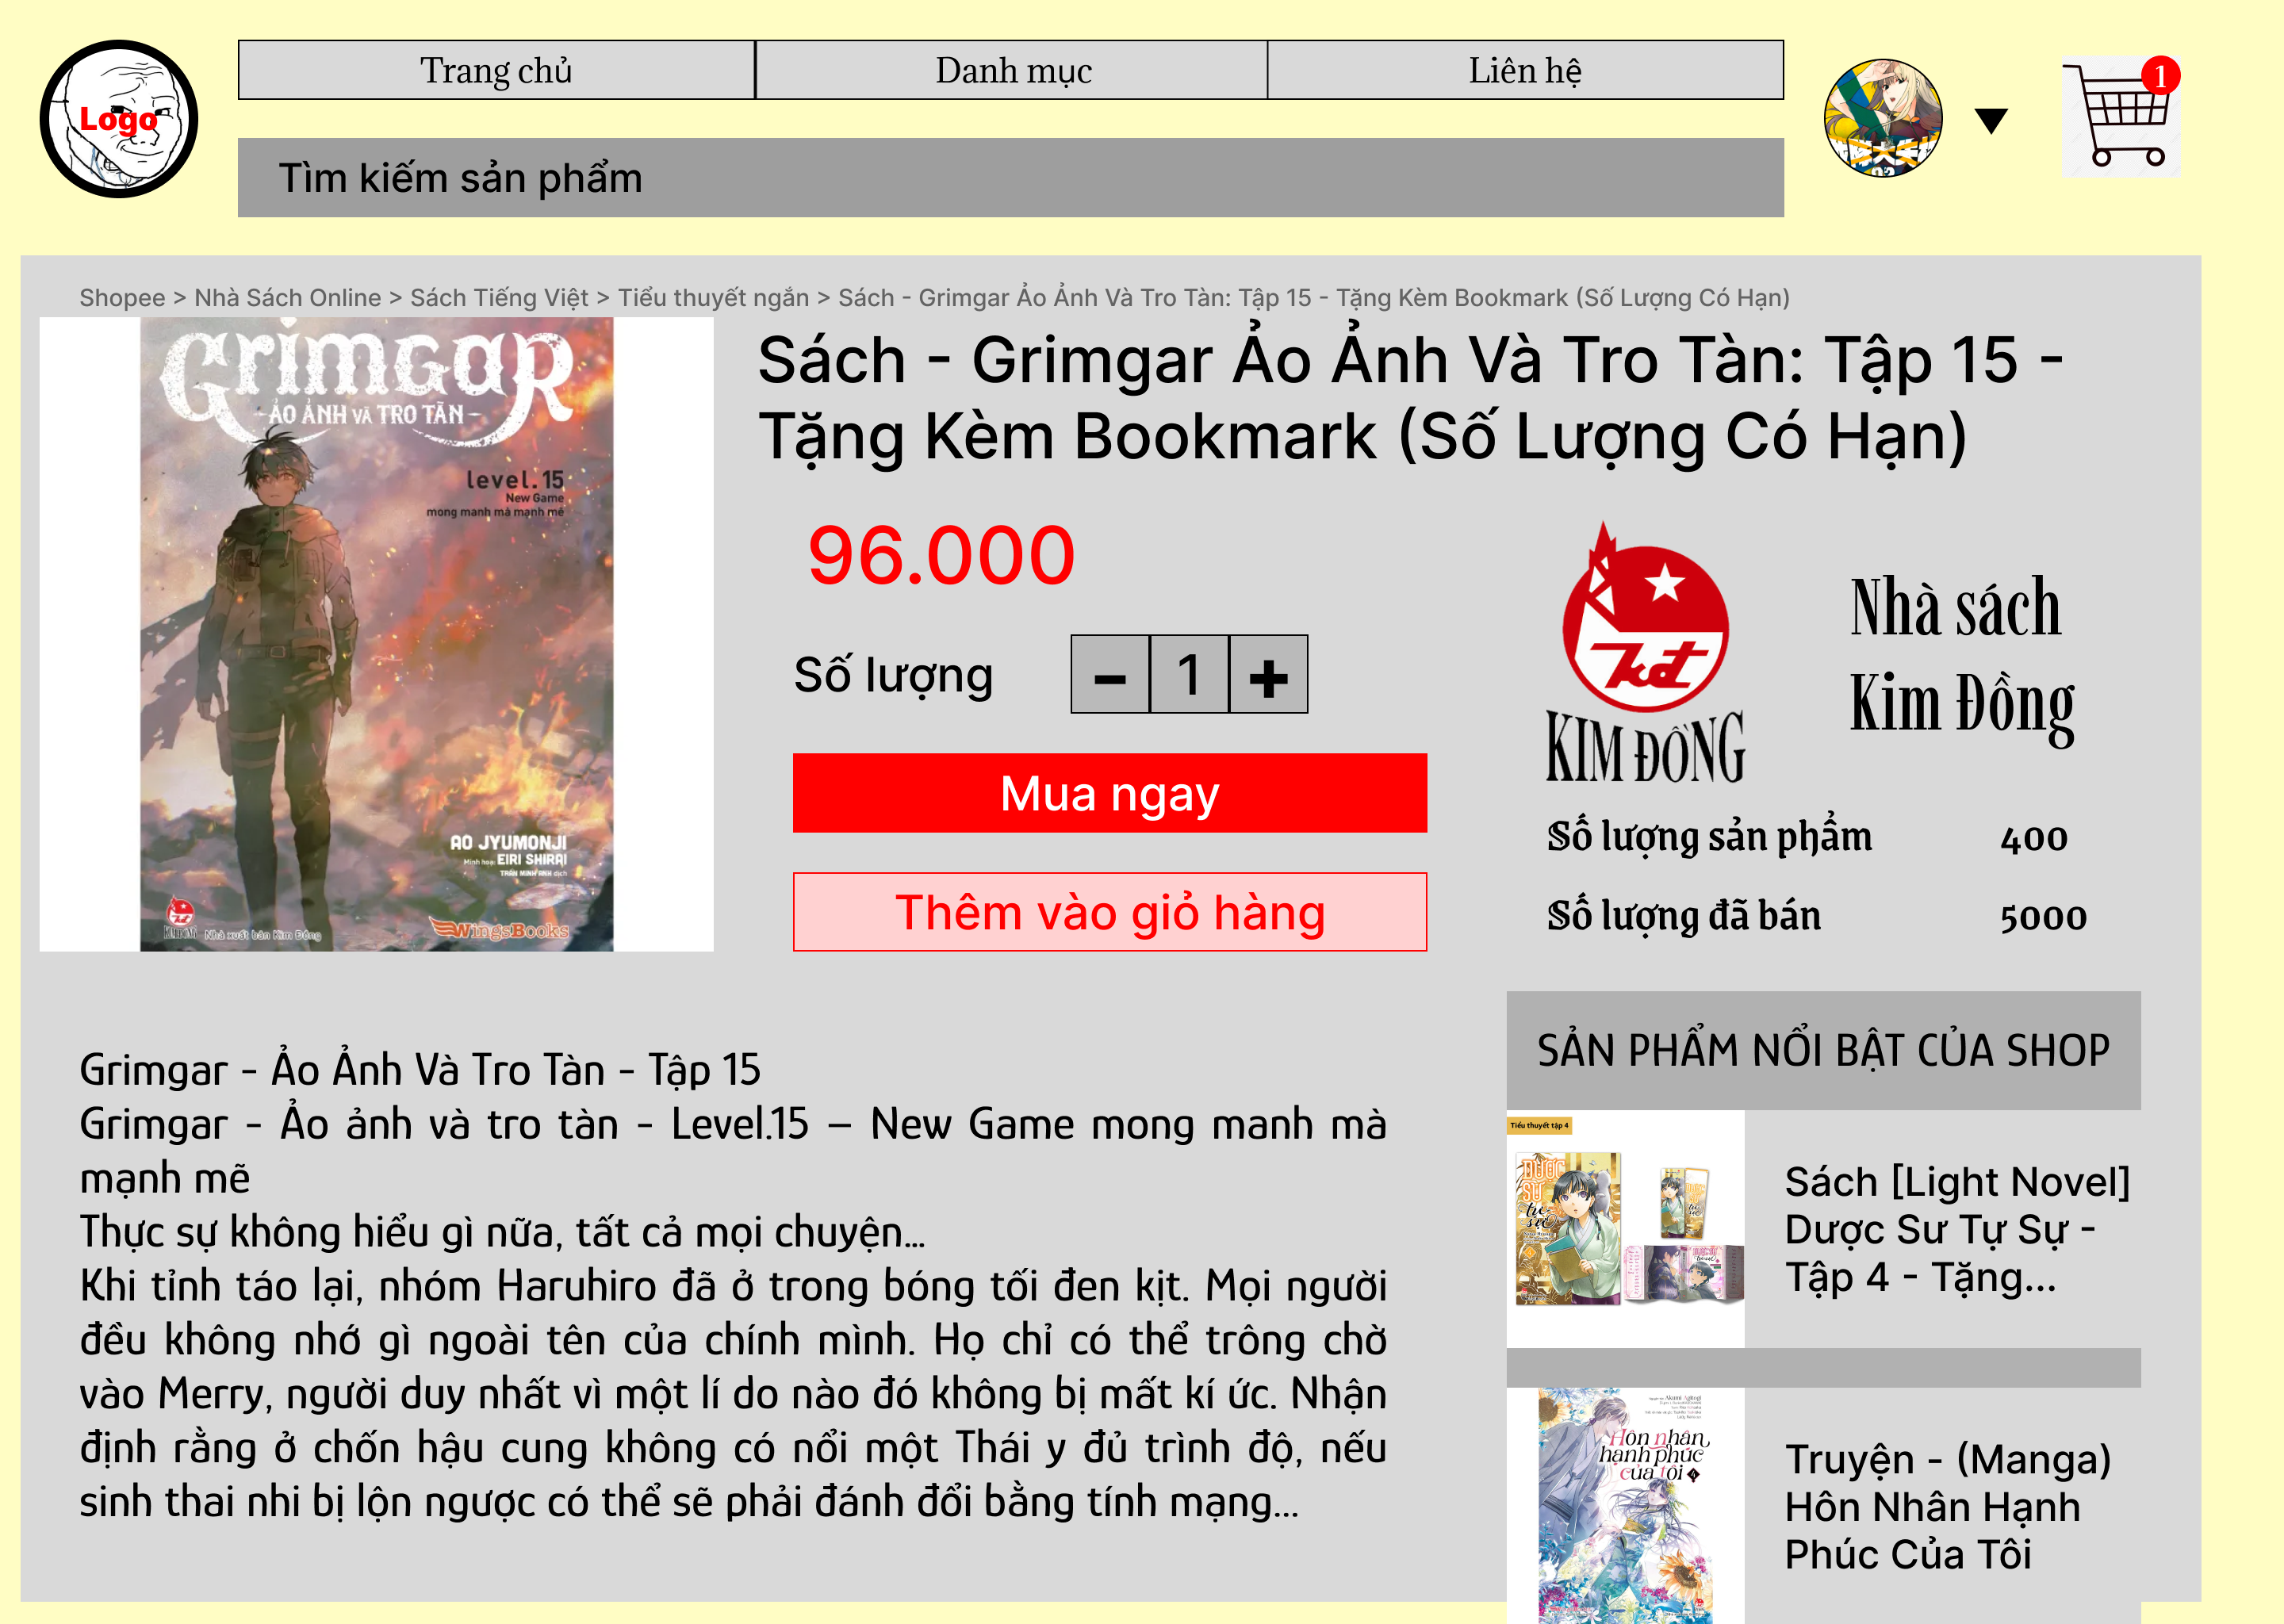 Logo
Trang chủ
Danh mục
Liên hệ
1
Tìm kiếm sản phẩm
Shopee > Nhà Sách Online > Sách Tiếng Việt > Tiểu thuyết ngắn > Sách - Grimgar Ảo Ảnh Và Tro Tàn: Tập 15 - Tặng Kèm Bookmark (Số Lượng Có Hạn)
GRIMGAR
-ẢO ẢNH VÀ TRO TÀN-
level.15
New Game
mong manh mà mạnh mẽ
AO JYUMONJI
Minh họa: EIRI SHIRAI
TRẦN MINH ANH dịch
KIM ĐỒNG Nhà xuất bản Kim Đồng
WingsBooks
Sách - Grimgar Ảo Ảnh Và Tro Tàn: Tập 15 -
Tặng Kèm Bookmark (Số Lượng Có Hạn)
96.000
Số lượng
- 1 +
Mua ngay
Thêm vào giỏ hàng
kđ
KIM ĐỒNG
Nhà sách
Kim Đồng
Số lượng sản phẩm 400
Số lượng đã bán 5000
Grimgar - Ảo Ảnh Và Tro Tàn - Tập 15
Grimgar - Ảo ảnh và tro tàn - Level.15 – New Game mong manh mà
mạnh mẽ
Thực sự không hiểu gì nữa, tất cả mọi chuyện...
Khi tỉnh táo lại, nhóm Haruhiro đã ở trong bóng tối đen kịt. Mọi người
đều không nhớ gì ngoài tên của chính mình. Họ chỉ có thể trông chờ
vào Merry, người duy nhất vì một lí do nào đó không bị mất kí ức. Nhận
định rằng ở chốn hậu cung không có nổi một Thái y đủ trình độ, nếu
sinh thai nhi bị lộn ngược có thể sẽ phải đánh đổi bằng tính mạng...
SẢN PHẨM NỔI BẬT CỦA SHOP
Tiểu thuyết tập 4
DƯỢC
SƯ
tự
sự
Sách [Light Novel]
Dược Sư Tự Sự -
Tập 4 - Tặng...
Hôn nhân
hạnh phúc
của tôi 4
Truyện - (Manga)
Hôn Nhân Hạnh
Phúc Của Tôi